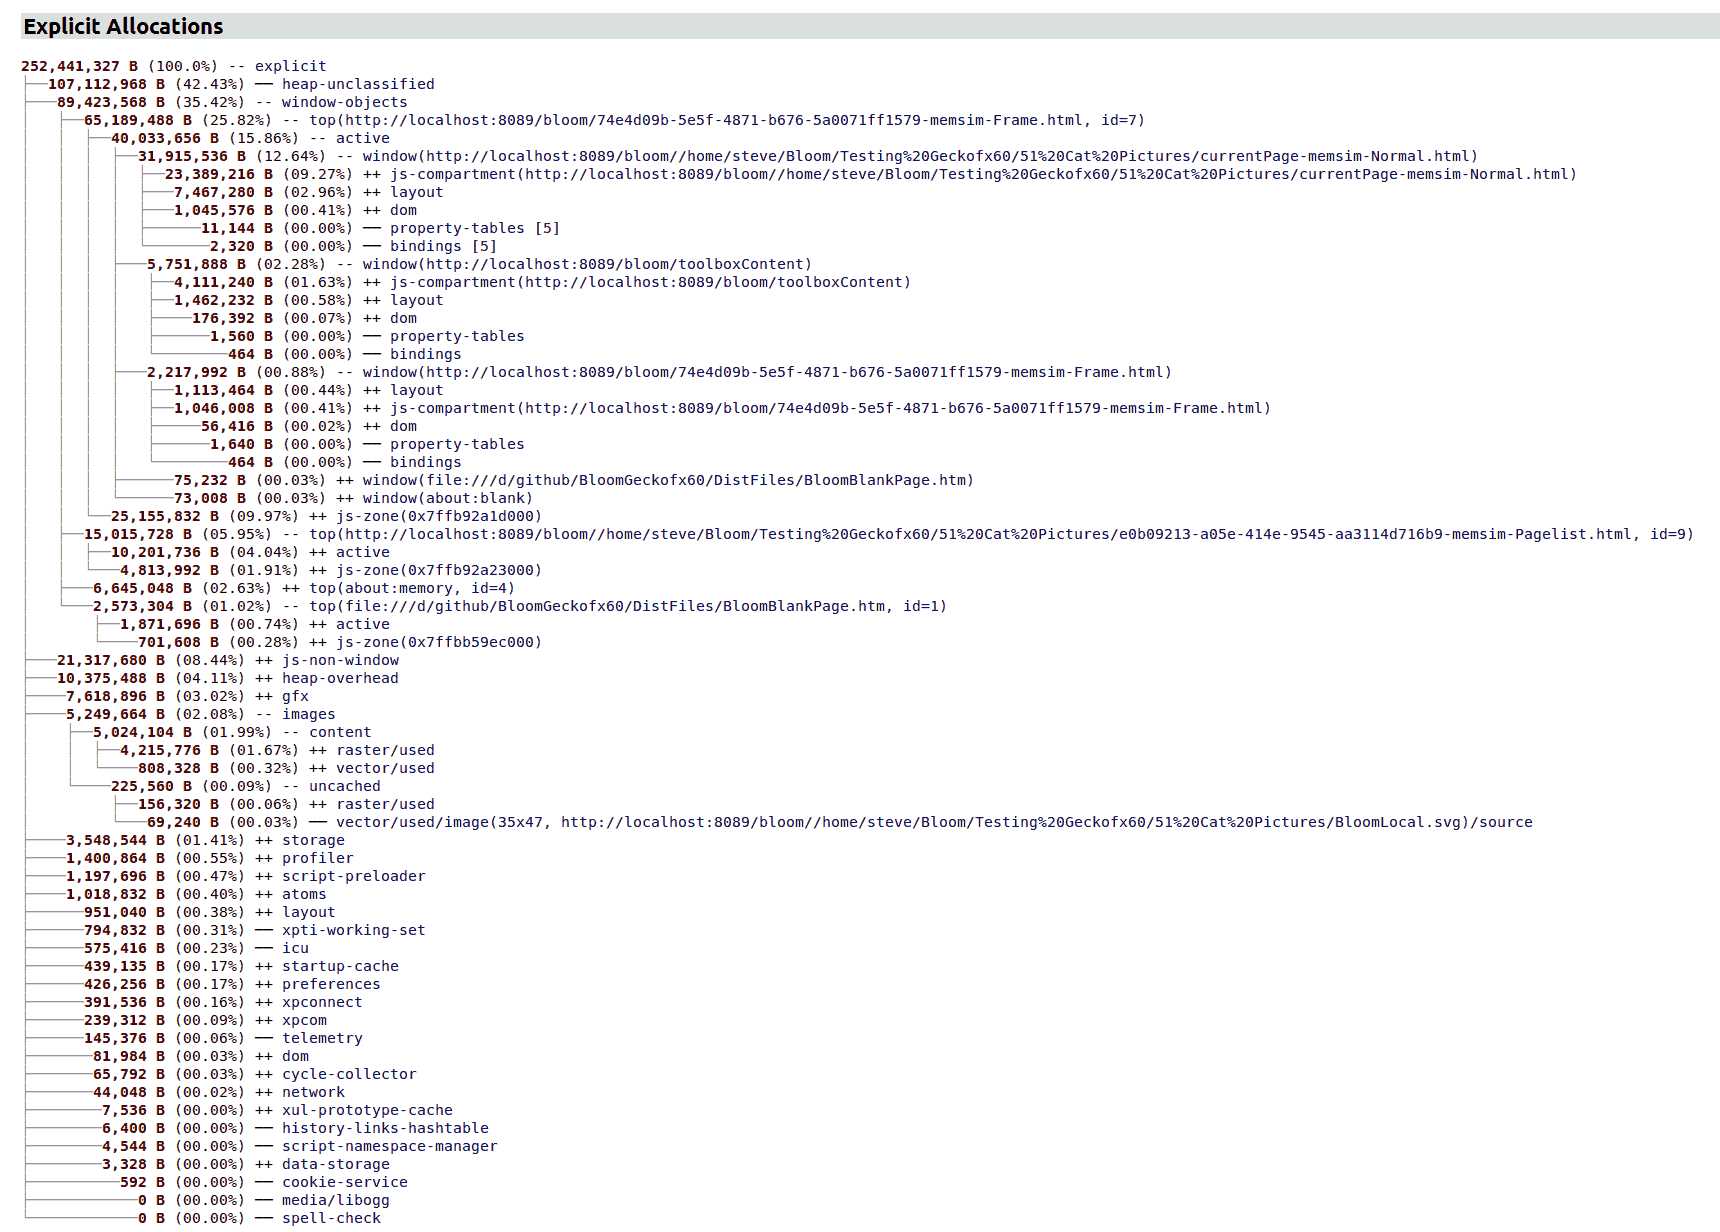 Explicit Allocations
252,441,327 B (100.0%) -- explicit
├──107,112,968 B (42.43%) ── heap-unclassified
├───89,423,568 B (35.42%) -- window-objects
│   ├──65,189,488 B (25.82%) -- top(http://localhost:8089/bloom/74e4d09b-5e5f-4871-b676-5a0071ff1579-memsim-Frame.html, id=7)
│   │  ├──40,033,656 B (15.86%) -- active
│   │  │  ├──31,915,536 B (12.64%) -- window(http://localhost:8089/bloom//home/steve/Bloom/Testing%20Geckofx60/51%20Cat%20Pictures/currentPage-memsim-Normal.html)
│   │  │  │  ├──23,389,216 B (09.27%) ++ js-compartment(http://localhost:8089/bloom//home/steve/Bloom/Testing%20Geckofx60/51%20Cat%20Pictures/currentPage-memsim-Normal.html)
│   │  │  │  ├───7,467,280 B (02.96%) ++ layout
│   │  │  │  ├───1,045,576 B (00.41%) ++ dom
│   │  │  │  ├──────11,144 B (00.00%) ── property-tables [5]
│   │  │  │  └───────2,320 B (00.00%) ── bindings [5]
│   │  │  ├───5,751,888 B (02.28%) -- window(http://localhost:8089/bloom/toolboxContent)
│   │  │  │   ├──4,111,240 B (01.63%) ++ js-compartment(http://localhost:8089/bloom/toolboxContent)
│   │  │  │   ├──1,462,232 B (00.58%) ++ layout
│   │  │  │   ├────176,392 B (00.07%) ++ dom
│   │  │  │   ├──────1,560 B (00.00%) ── property-tables
│   │  │  │   └────────464 B (00.00%) ── bindings
│   │  │  ├───2,217,992 B (00.88%) -- window(http://localhost:8089/bloom/74e4d09b-5e5f-4871-b676-5a0071ff1579-memsim-Frame.html)
│   │  │  │   ├──1,113,464 B (00.44%) ++ layout
│   │  │  │   ├──1,046,008 B (00.41%) ++ js-compartment(http://localhost:8089/bloom/74e4d09b-5e5f-4871-b676-5a0071ff1579-memsim-Frame.html)
│   │  │  │   ├─────56,416 B (00.02%) ++ dom
│   │  │  │   ├──────1,640 B (00.00%) ── property-tables
│   │  │  │   └────────464 B (00.00%) ── bindings
│   │  │  ├──────75,232 B (00.03%) ++ window(file:///d/github/BloomGeckofx60/DistFiles/BloomBlankPage.htm)
│   │  │  └──────73,008 B (00.03%) ++ window(about:blank)
│   │  └──25,155,832 B (09.97%) ++ js-zone(0x7ffb92a1d000)
│   ├──15,015,728 B (05.95%) -- top(http://localhost:8089/bloom//home/steve/Bloom/Testing%20Geckofx60/51%20Cat%20Pictures/e0b09213-a05e-414e-9545-aa3114d716b9-memsim-Pagelist.html, id=9)
│   │  ├──10,201,736 B (04.04%) ++ active
│   │  └───4,813,992 B (01.91%) ++ js-zone(0x7ffb92a23000)
│   ├───6,645,048 B (02.63%) ++ top(about:memory, id=4)
│   └───2,573,304 B (01.02%) -- top(file:///d/github/BloomGeckofx60/DistFiles/BloomBlankPage.htm, id=1)
│       ├──1,871,696 B (00.74%) ++ active
│       └────701,608 B (00.28%) ++ js-zone(0x7ffbb59ec000)
├───21,317,680 B (08.44%) ++ js-non-window
├───10,375,488 B (04.11%) ++ heap-overhead
├────7,618,896 B (03.02%) ++ gfx
├────5,249,664 B (02.08%) -- images
│    ├──5,024,104 B (01.99%) -- content
│    │  ├──4,215,776 B (01.67%) ++ raster/used
│    │  └────808,328 B (00.32%) ++ vector/used
│    └────225,560 B (00.09%) -- uncached
│         ├──156,320 B (00.06%) ++ raster/used
│         └───69,240 B (00.03%) ── vector/used/image(35x47, http://localhost:8089/bloom//home/steve/Bloom/Testing%20Geckofx60/51%20Cat%20Pictures/BloomLocal.svg)/source
├────3,548,544 B (01.41%) ++ storage
├────1,400,864 B (00.55%) ++ profiler
├────1,197,696 B (00.47%) ++ script-preloader
├────1,018,832 B (00.40%) ++ atoms
├──────951,040 B (00.38%) ++ layout
├──────794,832 B (00.31%) ── xpti-working-set
├──────575,416 B (00.23%) ── icu
├──────439,135 B (00.17%) ++ startup-cache
├──────426,256 B (00.17%) ++ preferences
├──────391,536 B (00.16%) ++ xpconnect
├──────239,312 B (00.09%) ++ xpcom
├──────145,376 B (00.06%) ── telemetry
├───────81,984 B (00.03%) ++ dom
├───────65,792 B (00.03%) ++ cycle-collector
├───────44,048 B (00.02%) ++ network
├────────7,536 B (00.00%) ++ xul-prototype-cache
├────────6,400 B (00.00%) ── history-links-hashtable
├────────4,544 B (00.00%) ── script-namespace-manager
├────────3,328 B (00.00%) ++ data-storage
├──────────592 B (00.00%) ── cookie-service
├────────────0 B (00.00%) ── media/libogg
└────────────0 B (00.00%) ── spell-check